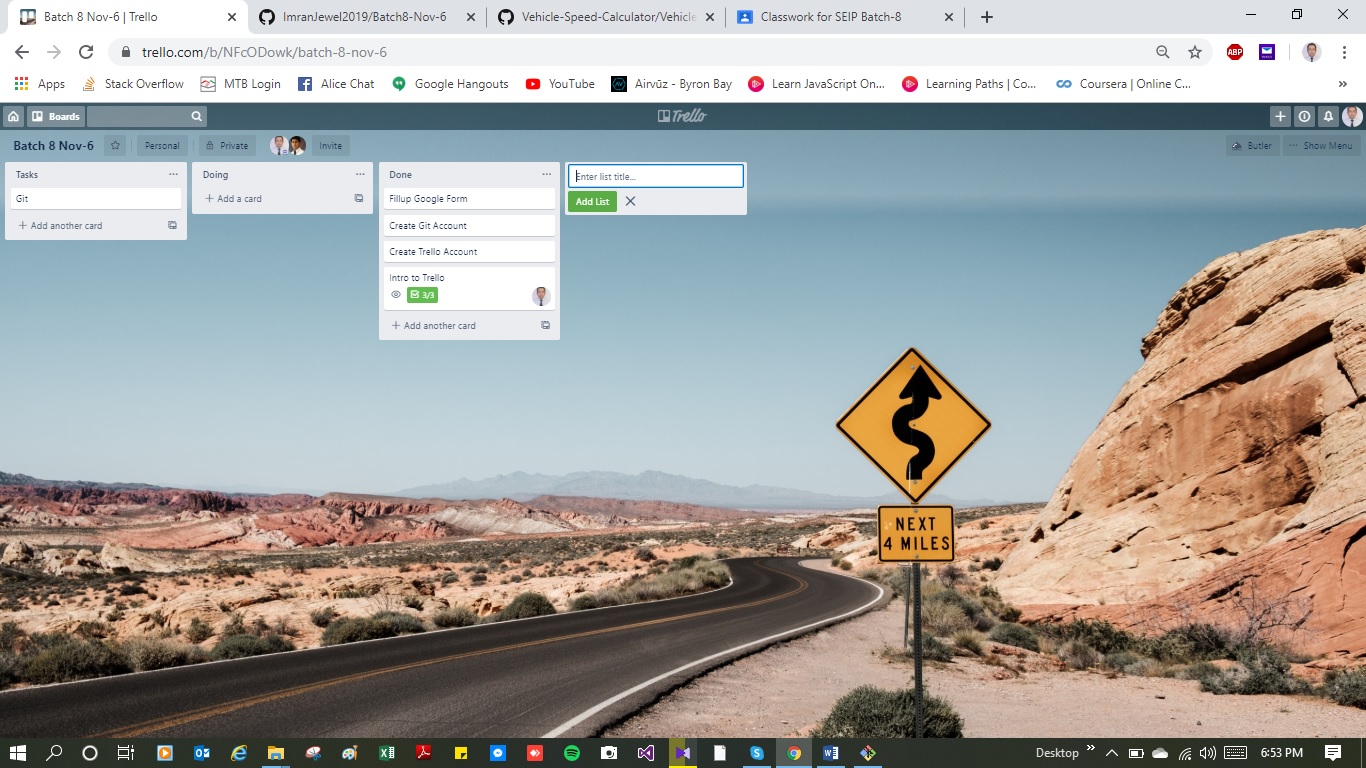 Batch 8 Nov-6 | Trello
ImranJewel2019/Batch8-Nov-6
Vehicle-Speed-Calculator/Vehicle
Classwork for SEIP Batch-8
trello.com/b/NFcODowk/batch-8-nov-6
ABP
Apps
Stack Overflow
MTB Login
Alice Chat
Google Hangouts
YouTube
Airvūz - Byron Bay
Learn JavaScript On...
Learning Paths | Co...
Coursera | Online C...
Boards
Trello
Batch 8 Nov-6
Personal
Private
Invite
Butler
Show Menu
Tasks
Git
Add another card
Doing
Add a card
Done
Fillup Google Form
Create Git Account
Create Trello Account
Intro to Trello
3/3
Add another card
Enter list title...
Add List
NEXT
4 MILES
Desktop
6:53 PM